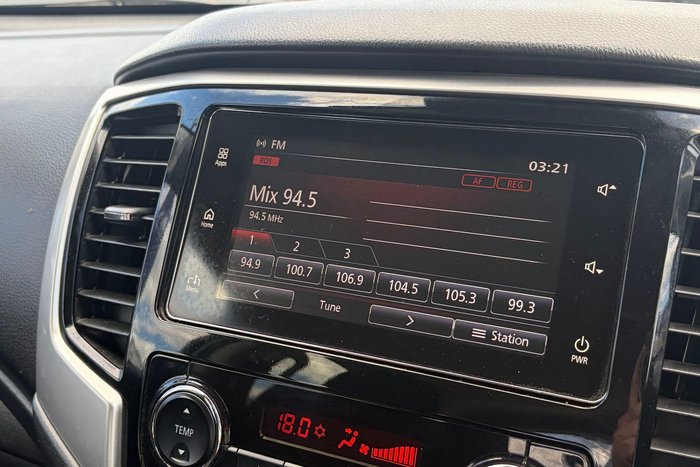 FM
RDS
03:21
AF REG
Apps
Mix 94.5
94.5 MHz
Home
1 2 3
94.9 100.7 106.9 104.5 105.3 99.3
Menu
< Tune > Station
PWR
TEMP
18.0